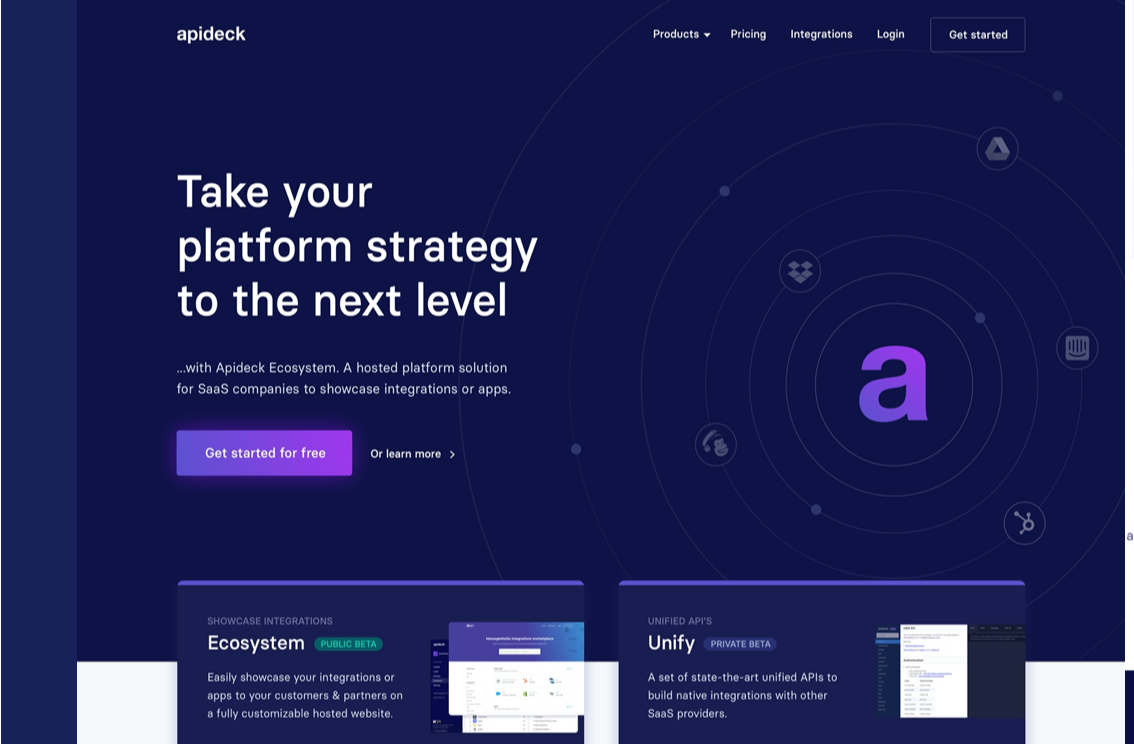 apideck
Products
Pricing
Integrations
Login
Get started
Take your
platform strategy
to the next level
...with Apideck Ecosystem. A hosted platform solution
for SaaS companies to showcase integrations or apps.
Get started for free
Or learn more
a
SHOWCASE INTEGRATIONS
Ecosystem
PUBLIC BETA
Easily showcase your integrations or
apps to your customers & partners on
a fully customizable hosted website.
apideck
UNIFIED API'S
Unify
PRIVATE BETA
A set of state-the-art unified APIs to
build native integrations with other
SaaS providers.
Authentication
a